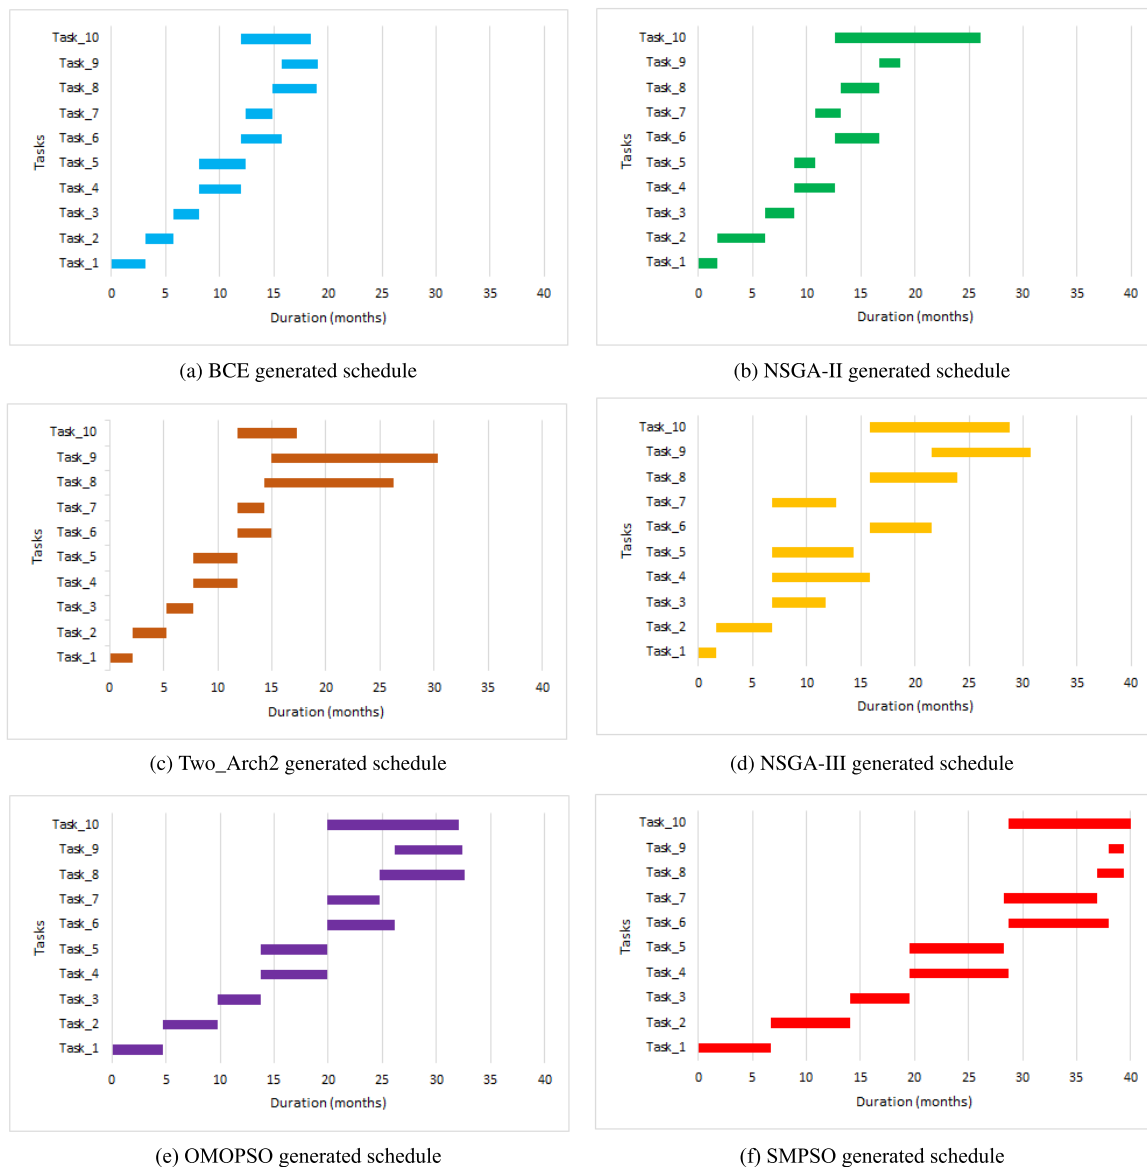 Task_10
Task_9
Task_8
Task_7
Task_6
Task_5
Task_4
Task_3
Task_2
Task_1
Tasks
0 5 10 15 20 25 30 35 40
Duration (months)
(a) BCE generated schedule
Task_10
Task_9
Task_8
Task_7
Task_6
Task_5
Task_4
Task_3
Task_2
Task_1
Tasks
0 5 10 15 20 25 30 35 40
Duration (months)
(b) NSGA-II generated schedule
Task_10
Task_9
Task_8
Task_7
Task_6
Task_5
Task_4
Task_3
Task_2
Task_1
Tasks
0 5 10 15 20 25 30 35 40
Duration (months)
(c) Two_Arch2 generated schedule
Task_10
Task_9
Task_8
Task_7
Task_6
Task_5
Task_4
Task_3
Task_2
Task_1
Tasks
0 5 10 15 20 25 30 35 40
Duration (months)
(d) NSGA-III generated schedule
Task_10
Task_9
Task_8
Task_7
Task_6
Task_5
Task_4
Task_3
Task_2
Task_1
Tasks
0 5 10 15 20 25 30 35 40
Duration (months)
(e) OMOPSO generated schedule
Task_10
Task_9
Task_8
Task_7
Task_6
Task_5
Task_4
Task_3
Task_2
Task_1
Tasks
0 5 10 15 20 25 30 35 40
Duration (months)
(f) SMPSO generated schedule